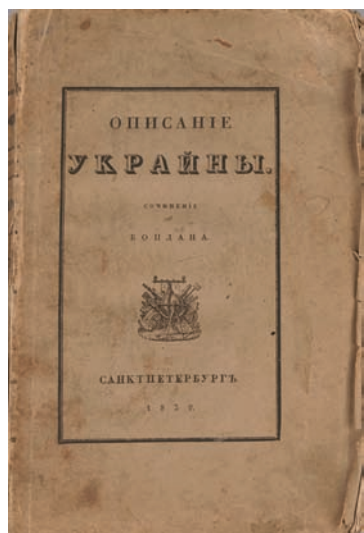 ОПИСАНІЕ
УКРАЙНЫ.
СОЧИНЕНІЕ
БОПЛАНА.
САНКТПЕТЕРБУРГЪ
1832.